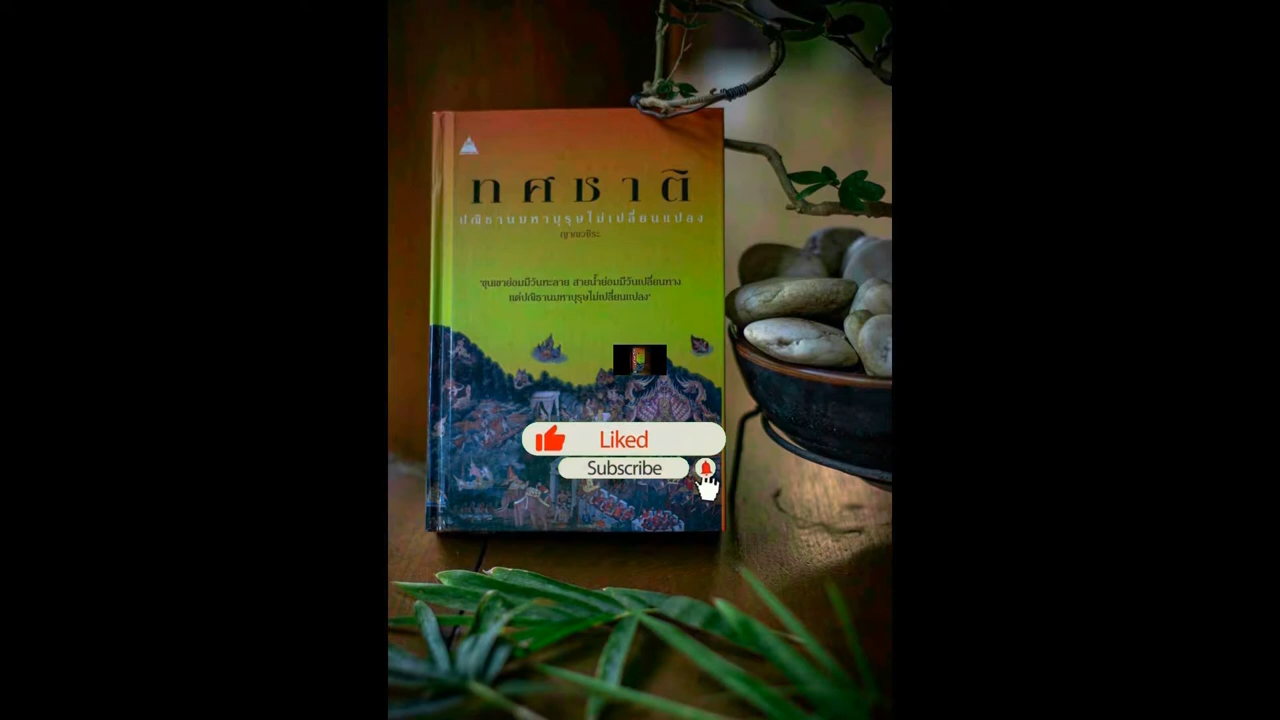 ทศชาติ
ปณิธานมหาบุรุษไม่เปลี่ยนแปลง
ญาณวชิระ
"ขุนเขาย่อมมีวันทะลาย สายน้ำย่อมมีวันเปลี่ยนทาง
แต่ปณิธานมหาบุรุษไม่เปลี่ยนแปลง"
Liked
Subscribe